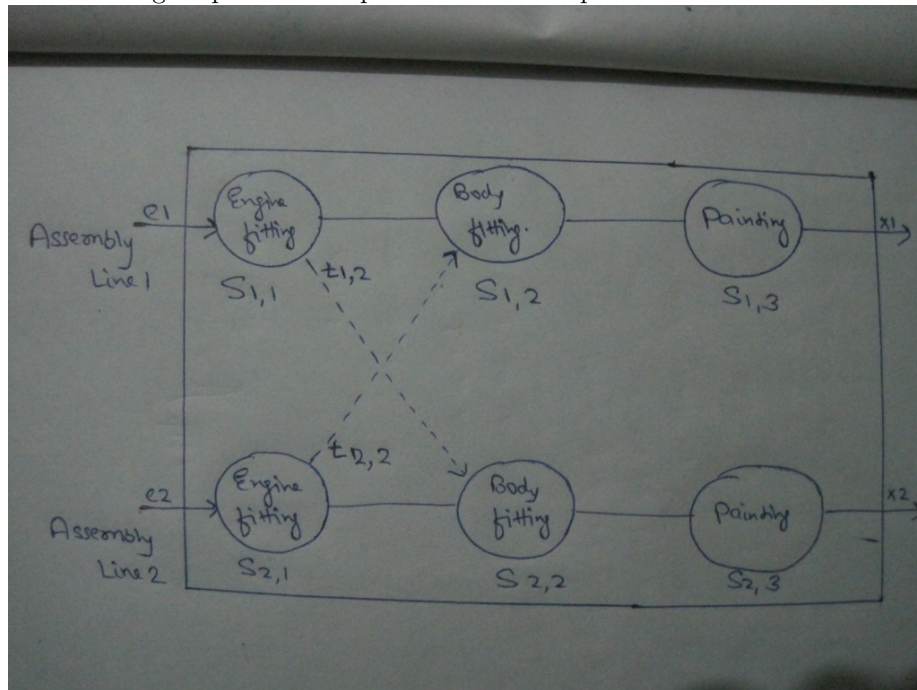 e1
Assembly
Line 1
Engine
fitting
Body
fitting.
Painting
x1
S1,1
t1,2
S1,2
S1,3
e2
Assembly
Line 2
Engine
fitting
t2,2
Body
fitting
Painting
x2
S2,1
S2,2
S2,3